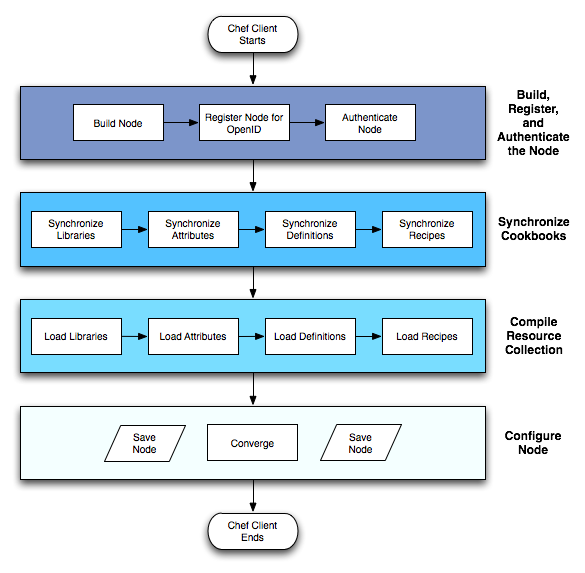 Chef Client
Starts
Build Node
Register Node for
OpenID
Authenticate
Node
Build,
Register,
and
Authenticate
the Node
Synchronize
Libraries
Synchronize
Attributes
Synchronize
Definitions
Synchronize
Recipes
Synchronize
Cookbooks
Load Libraries
Load Attributes
Load Definitions
Load Recipes
Compile
Resource
Collection
Save
Node
Converge
Save
Node
Configure
Node
Chef Client
Ends